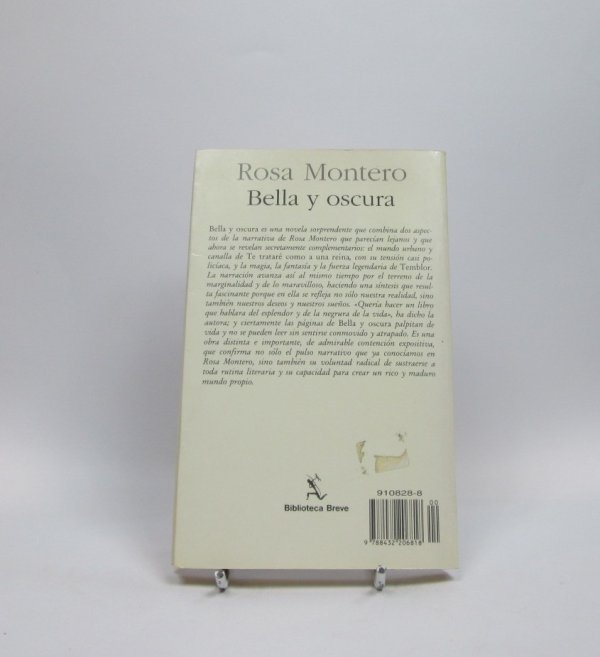 Rosa Montero
Bella y oscura
Bella y oscura es una novela sorprendente que combina dos aspec-
tos de la narrativa de Rosa Montero que parecían lejanos y que
ahora se revelan secretamente complementarios: el mundo urbano y
canalla de Te trataré como a una reina, con su tensión casi po-
liciaca, y la magia, la fantasía y la fuerza legendaria de Temblor.
La narración avanza así al mismo tiempo por el terreno de la
marginalidad y de lo maravilloso, haciendo una síntesis que resul-
ta fascinante porque en ella se refleja no sólo nuestra realidad, sino
también nuestros deseos y nuestros sueños. «Quería hacer un libro
que hablara del esplendor y de la negrura de la vida», ha dicho la
autora; y ciertamente las páginas de Bella y oscura palpitan de
vida y no se pueden leer sin sentirse conmovido y atrapado. Es una
obra distinta e importante, de admirable contención expositiva,
que confirma no sólo el pulso narrativo que ya conocíamos en
Rosa Montero, sino también su voluntad radical de sustraerse a
toda rutina literaria y su capacidad para crear un rico y maduro
mundo propio.
910828-8
00
Biblioteca Breve
9 788432 206818